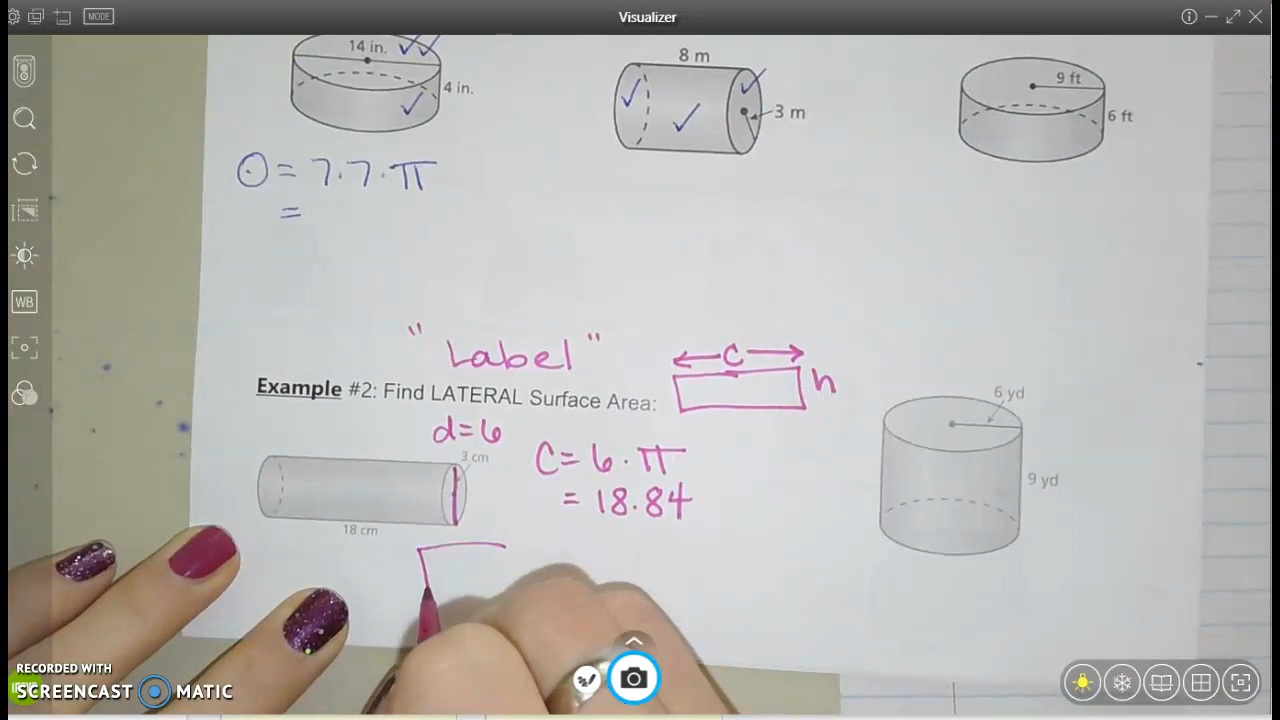 Visualizer
MODE
WB
14 in.
4 in.
8 m
3 m
9 ft
6 ft
= 7.7.π
=
"Label"
C
h
Example #2: Find LATERAL Surface Area:
d=6
3 cm
18 cm
C = 6 · π
= 18.84
6 yd
9 yd
RECORDED WITH
SCREENCAST MATIC